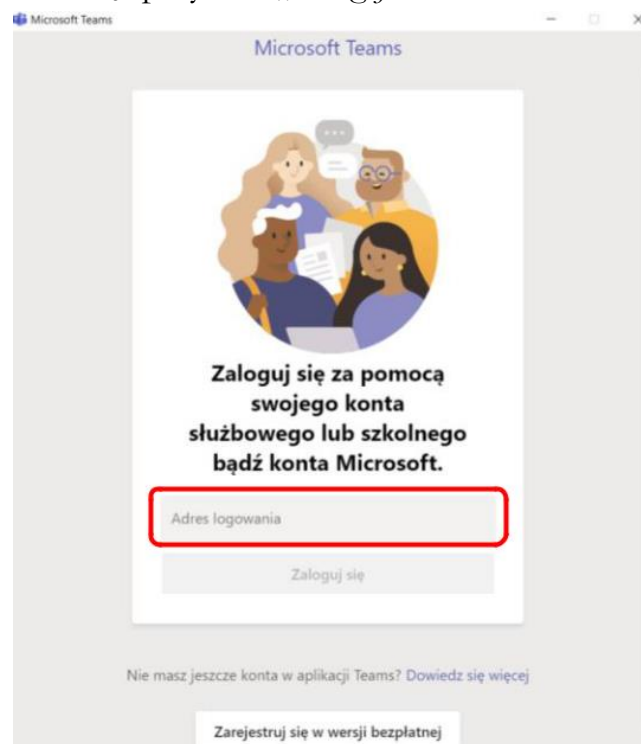 Microsoft Teams
Microsoft Teams
Zaloguj się za pomocą
swojego konta
służbowego lub szkolnego
bądź konta Microsoft.
Adres logowania
Zaloguj się
Nie masz jeszcze konta w aplikacji Teams? Dowiedz się więcej
Zarejestruj się w wersji bezpłatnej